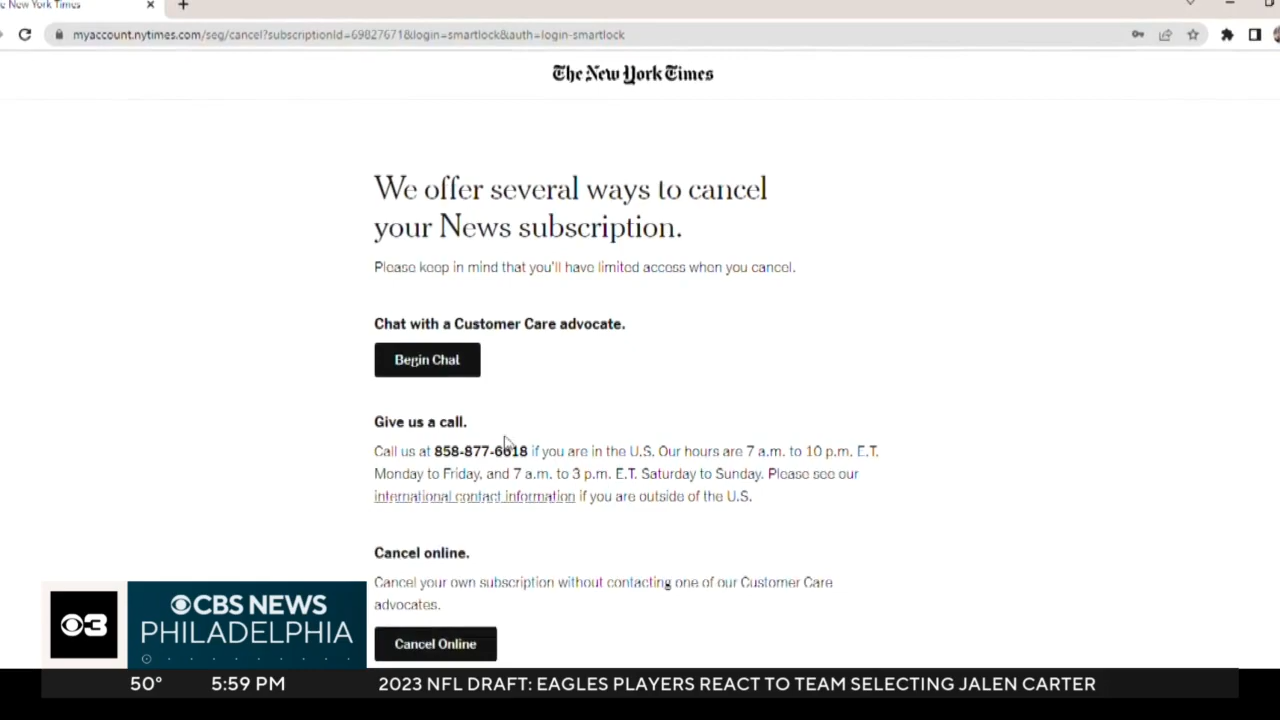 e New York Times
myaccount.nytimes.com/seg/cancel?subscriptionId=69827671&login=smartlock&auth=login-smartlock
The New York Times
We offer several ways to cancel
your News subscription.
Please keep in mind that you'll have limited access when you cancel.
Chat with a Customer Care advocate.
Begin Chat
Give us a call.
Call us at 858-877-6618 if you are in the U.S. Our hours are 7 a.m. to 10 p.m. E.T.
Monday to Friday, and 7 a.m. to 3 p.m. E.T. Saturday to Sunday. Please see our
international contact information if you are outside of the U.S.
Cancel online.
Cancel your own subscription without contacting one of our Customer Care
advocates.
Cancel Online
3
CBS NEWS
PHILADELPHIA
50° 5:59 PM 2023 NFL DRAFT: EAGLES PLAYERS REACT TO TEAM SELECTING JALEN CARTER